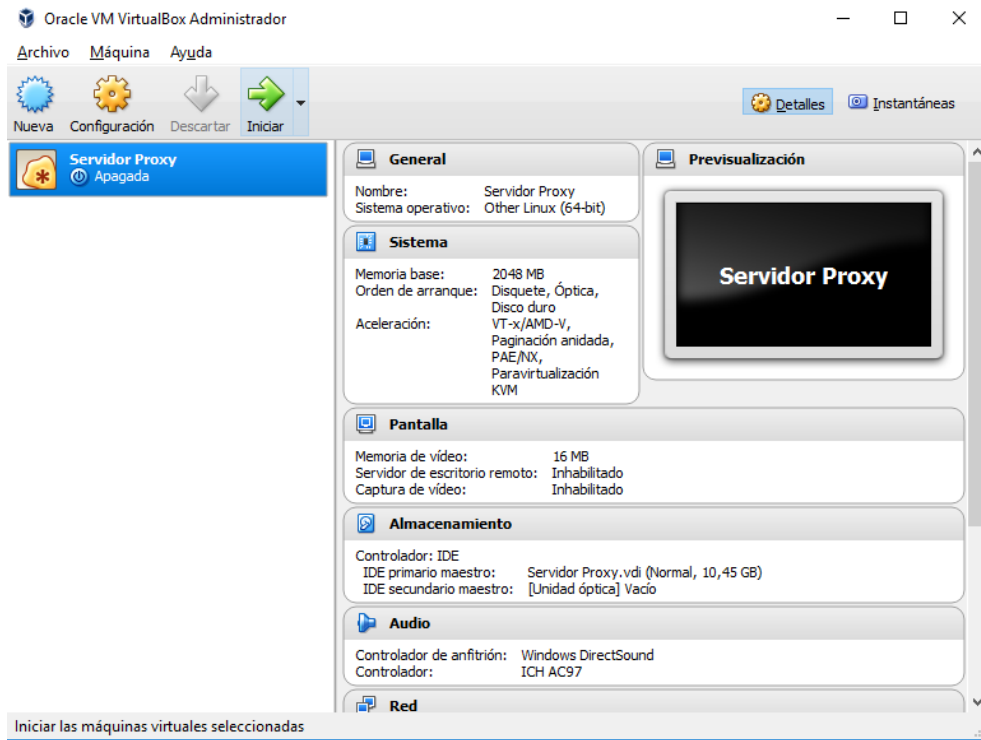 Oracle VM VirtualBox Administrador
Archivo Máquina Ayuda
Nueva Configuración Descartar Iniciar
Detalles Instantáneas
Servidor Proxy
Apagada
General
Nombre: Servidor Proxy
Sistema operativo: Other Linux (64-bit)
Sistema
Memoria base: 2048 MB
Orden de arranque: Disquete, Óptica,
Disco duro
Aceleración: VT-x/AMD-V,
Paginación anidada,
PAE/NX,
Paravirtualización
KVM
Previsualización
Servidor Proxy
Pantalla
Memoria de vídeo: 16 MB
Servidor de escritorio remoto: Inhabilitado
Captura de vídeo: Inhabilitado
Almacenamiento
Controlador: IDE
IDE primario maestro: Servidor Proxy.vdi (Normal, 10,45 GB)
IDE secundario maestro: [Unidad óptica] Vacío
Audio
Controlador de anfitrión: Windows DirectSound
Controlador: ICH AC97
Red
Iniciar las máquinas virtuales seleccionadas